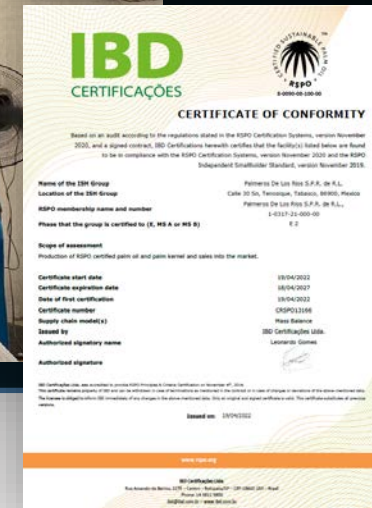 IBD
CERTIFICAÇÕES
CERTIFIED SUSTAINABLE PALM OIL
RSPO
CERTIFICATE OF CONFORMITY
Based on an audit according to the regulations stated in the RSPO Certification Systems, version November
2020, and a signed contract, IBD Certifications herewith certifies that the facility(s) listed below are found
to be in compliance with the RSPO Certification Systems, version November 2020 and the RSPO
Independent Smallholder Standard, version November 2019.
Name of the ISH Group Palmeros De Los Rios S.P.R. de R.L.
Location of the ISH Group Calle 30 Sn, Tenosique, Tabasco, 86900, Mexico
RSPO membership name and number Palmeros De Los Rios S.P.R. de R.L.,
1-0317-21-000-00
Phase that the group is certified to (E, MS A or MS B) E
Scope of assessment
Production of RSPO certified palm oil and palm kernel and sales into the market.
Certificate start date 19/04/2022
Certificate expiration date 18/04/2027
Date of first certification 19/04/2022
Certificate number
Supply chain model(s) Mass Balance
Issued by IBD Certificações Ltda.
Authorized signatory name Leonardo Gomes
Authorized signature
Issued on: 19/04/2022
www.rspo.org
IBD Certificações Ltda